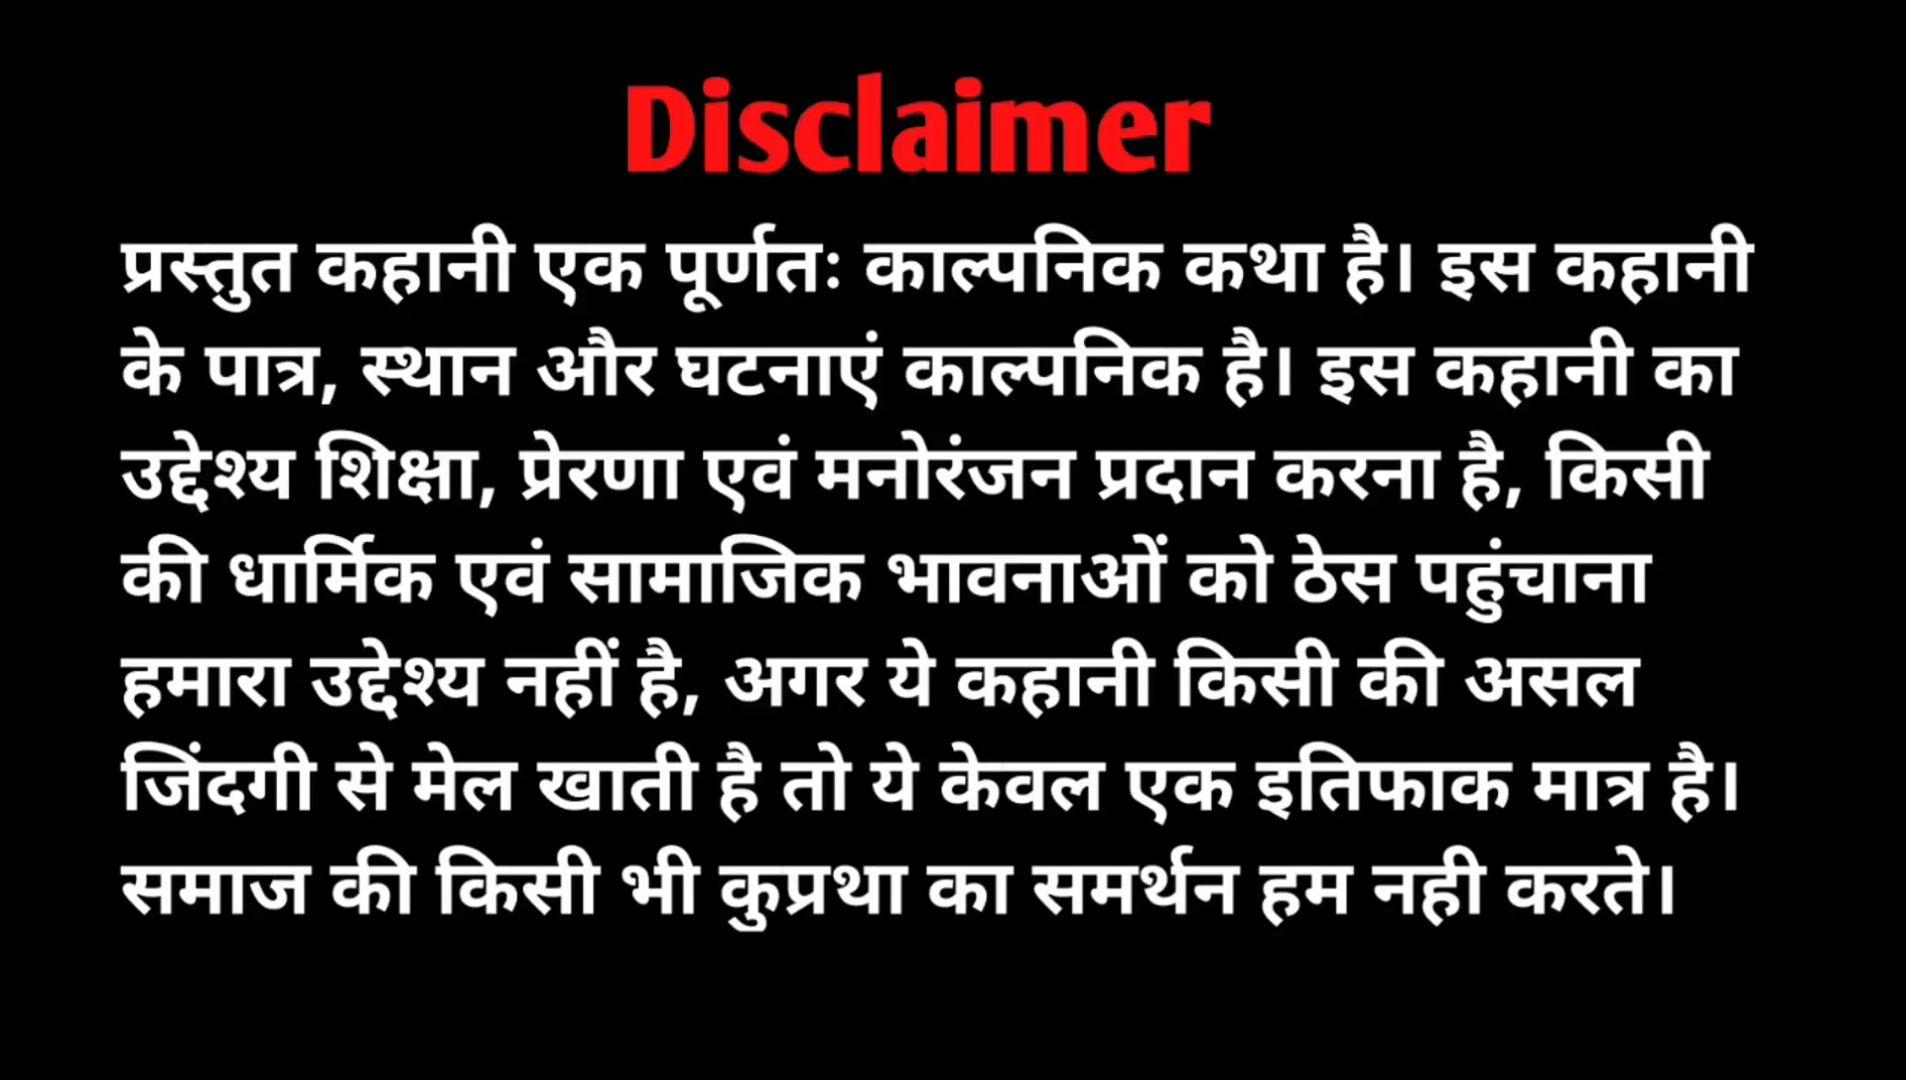 Disclaimer
प्रस्तुत कहानी एक पूर्णतः काल्पनिक कथा है। इस कहानी
के पात्र, स्थान और घटनाएं काल्पनिक है। इस कहानी का
उद्देश्य शिक्षा, प्रेरणा एवं मनोरंजन प्रदान करना है, किसी
की धार्मिक एवं सामाजिक भावनाओं को ठेस पहुंचाना
हमारा उद्देश्य नहीं है, अगर ये कहानी किसी की असल
जिंदगी से मेल खाती है तो ये केवल एक इतिफाक मात्र है।
समाज की किसी भी कुप्रथा का समर्थन हम नही करते।